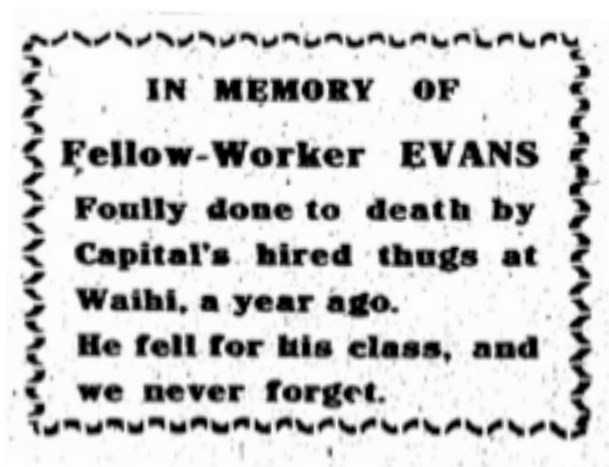 IN MEMORY OF
Fellow-Worker EVANS
Foully done to death by
Capital's hired thugs at
Waihi, a year ago.
He fell for his class, and
we never forget.